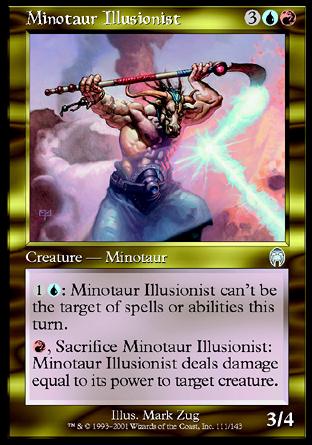 Minotaur Illusionist 3
Creature — Minotaur
1 : Minotaur Illusionist can't be
the target of spells or abilities this
turn.
, Sacrifice Minotaur Illusionist:
Minotaur Illusionist deals damage
equal to its power to target creature.
Illus. Mark Zug
3/4
™ & © 1993–2001 Wizards of the Coast, Inc. 111/143